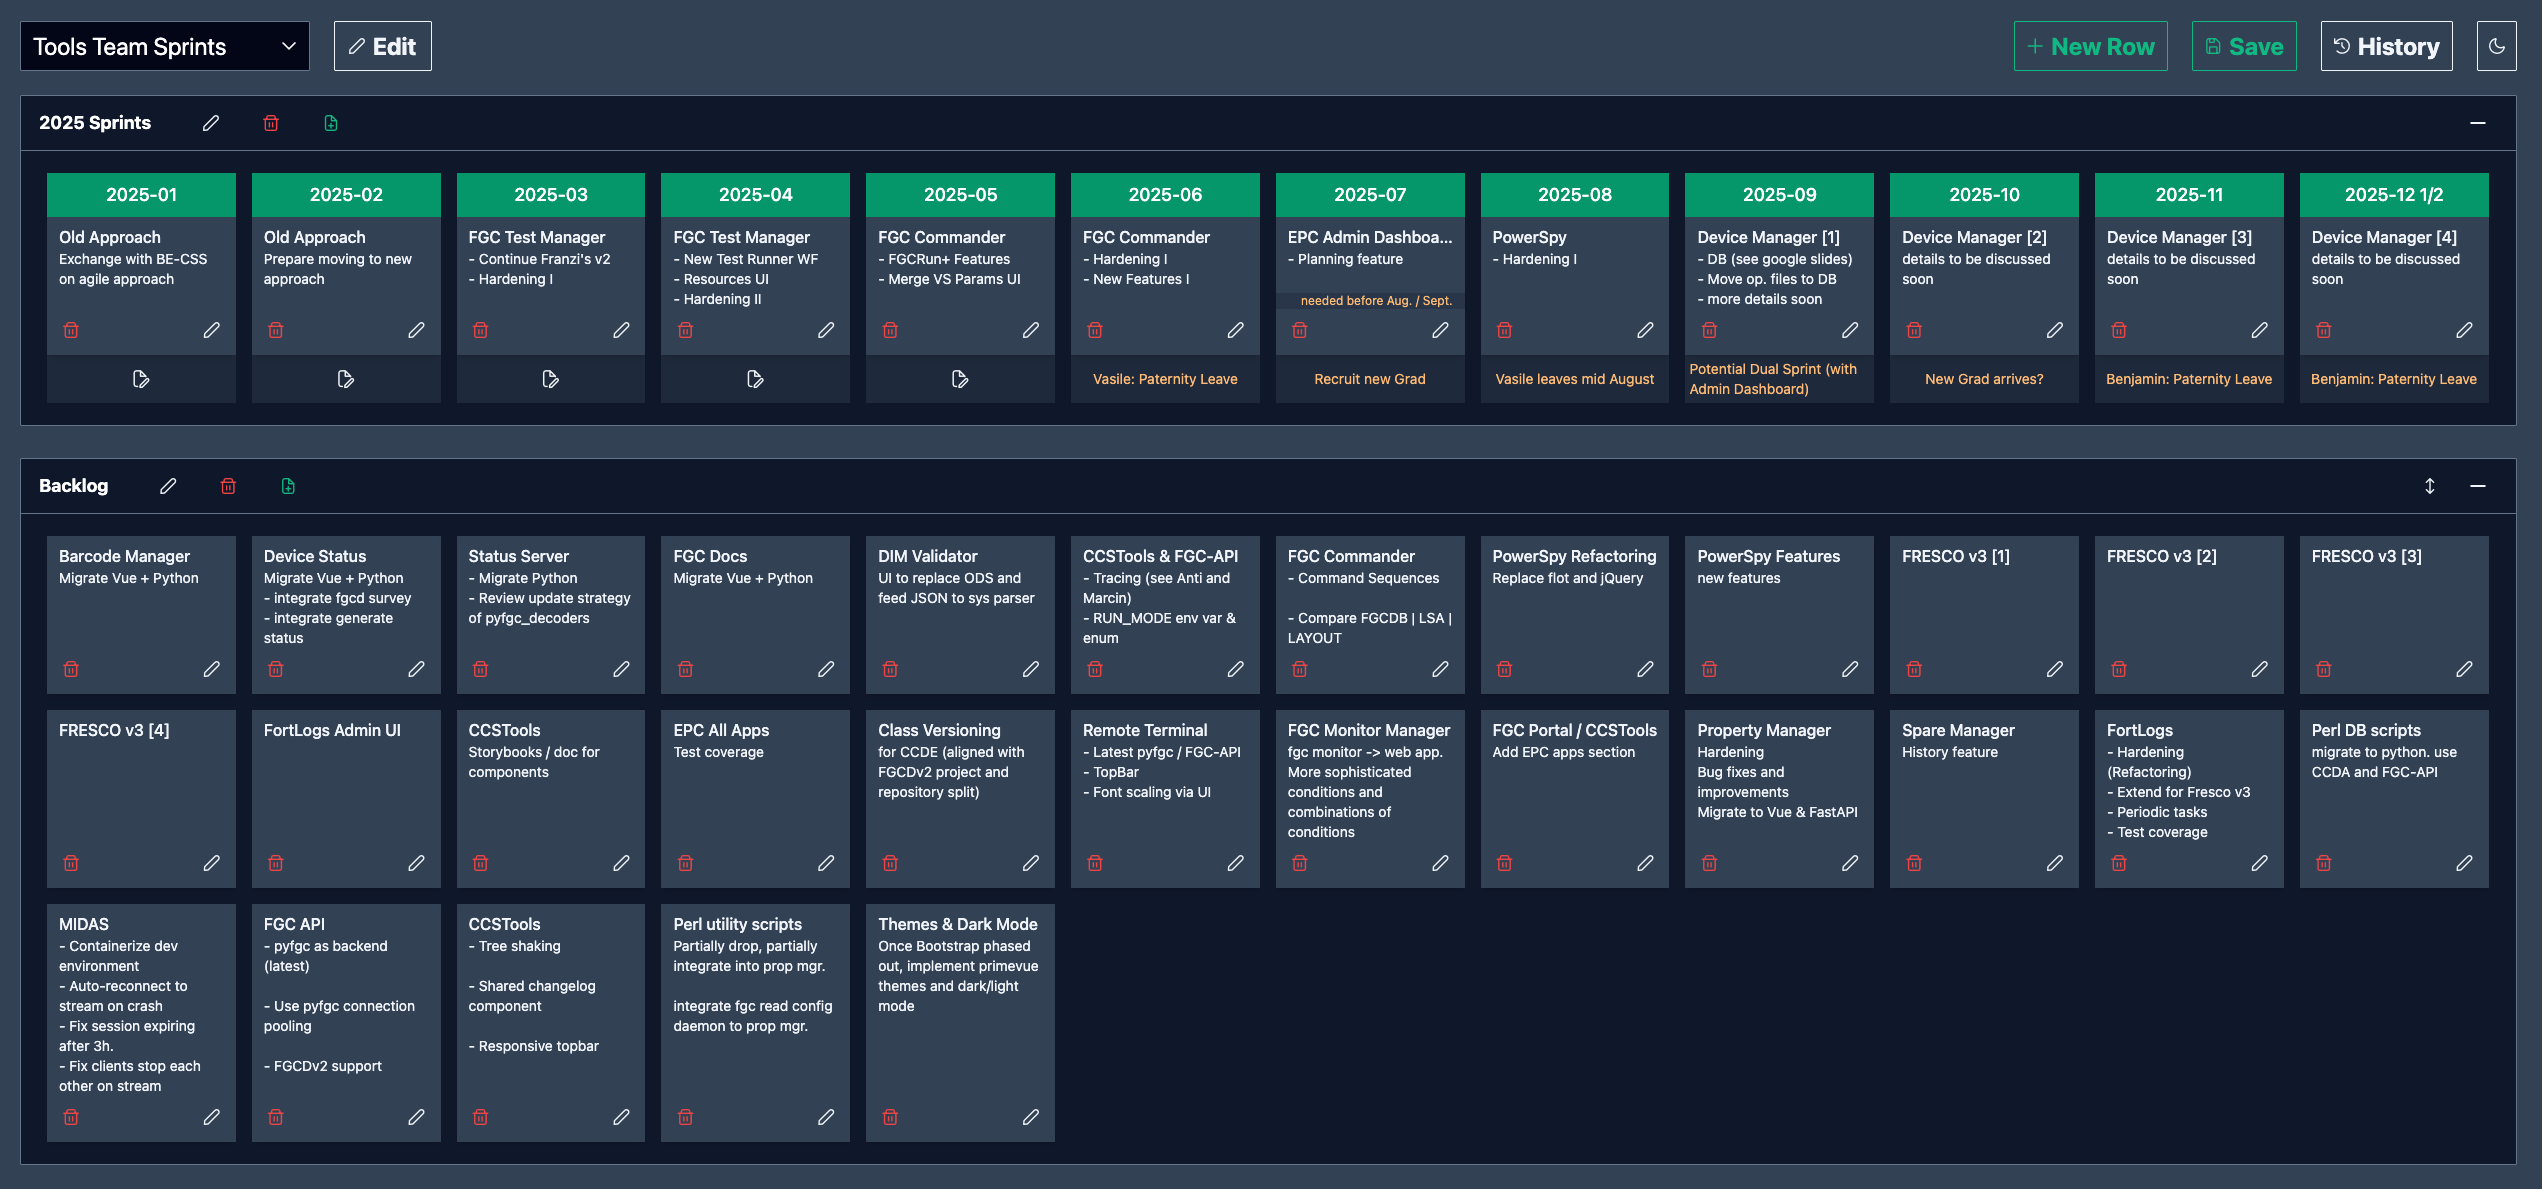 Tools Team Sprints
Edit
New Row
Save
History
2025 Sprints
2025-01
Old Approach
Exchange with BE-CSS
on agile approach
2025-02
Old Approach
Prepare moving to new
approach
2025-03
FGC Test Manager
- Continue Franzi's v2
- Hardening I
2025-04
FGC Test Manager
- New Test Runner WF
- Resources UI
- Hardening II
2025-05
FGC Commander
- FGCRun+ Features
- Merge VS Params UI
2025-06
FGC Commander
- Hardening I
- New Features I
Vasile: Paternity Leave
2025-07
EPC Admin Dashboa...
- Planning feature
needed before Aug. / Sept.
Recruit new Grad
2025-08
PowerSpy
- Hardening I
Vasile leaves mid August
2025-09
Device Manager [1]
- DB (see google slides)
- Move op. files to DB
- more details soon
Potential Dual Sprint (with
Admin Dashboard)
2025-10
Device Manager [2]
details to be discussed
soon
New Grad arrives?
2025-11
Device Manager [3]
details to be discussed
soon
Benjamin: Paternity Leave
2025-12 1/2
Device Manager [4]
details to be discussed
soon
Benjamin: Paternity Leave
Backlog
Barcode Manager
Migrate Vue + Python
Device Status
Migrate Vue + Python
- integrate fgcd survey
- integrate generate
status
Status Server
- Migrate Python
- Review update strategy
of pyfgc_decoders
FGC Docs
Migrate Vue + Python
DIM Validator
UI to replace ODS and
feed JSON to sys parser
CCSTools & FGC-API
- Tracing (see Anti and
Marcin)
- RUN_MODE env var &
enum
FGC Commander
- Command Sequences
- Compare FGCDB | LSA |
LAYOUT
PowerSpy Refactoring
Replace flot and jQuery
PowerSpy Features
new features
FRESCO v3 [1]
FRESCO v3 [2]
FRESCO v3 [3]
FRESCO v3 [4]
FortLogs Admin UI
CCSTools
Storybooks / doc for
components
EPC All Apps
Test coverage
Class Versioning
for CCDE (aligned with
FGCDv2 project and
repository split)
Remote Terminal
- Latest pyfgc / FGC-API
- TopBar
- Font scaling via UI
FGC Monitor Manager
fgc monitor -> web app.
More sophisticated
conditions and
combinations of
conditions
FGC Portal / CCSTools
Add EPC apps section
Property Manager
Hardening
Bug fixes and
improvements
Migrate to Vue & FastAPI
Spare Manager
History feature
FortLogs
- Hardening
(Refactoring)
- Extend for Fresco v3
- Periodic tasks
- Test coverage
Perl DB scripts
migrate to python. use
CCDA and FGC-API
MIDAS
- Containerize dev
environment
- Auto-reconnect to
stream on crash
- Fix session expiring
after 3h.
- Fix clients stop each
other on stream
FGC API
- pyfgc as backend
(latest)
- Use pyfgc connection
pooling
- FGCDv2 support
CCSTools
- Tree shaking
- Shared changelog
component
- Responsive topbar
Perl utility scripts
Partially drop, partially
integrate into prop mgr.
integrate fgc read config
daemon to prop mgr.
Themes & Dark Mode
Once Bootstrap phased
out, implement primevue
themes and dark/light
mode